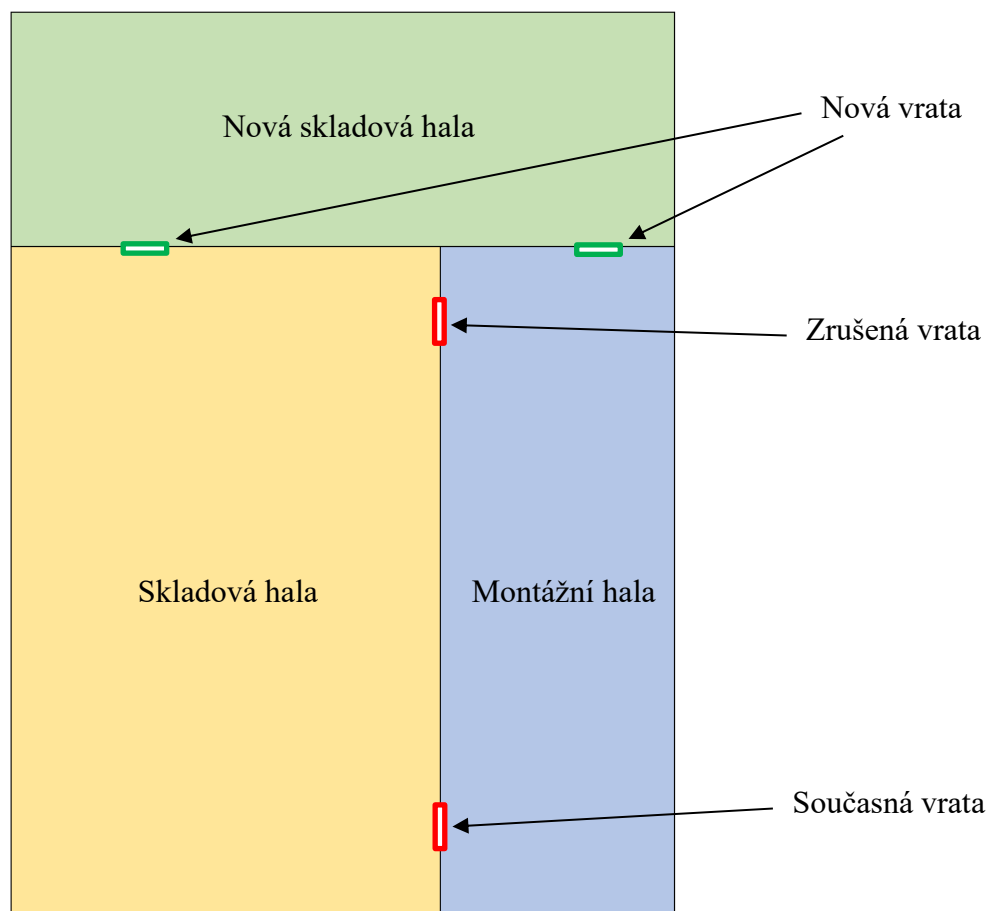 Nová vrata
Nová skladová hala
Zrušená vrata
Skladová hala
Montážní hala
Současná vrata